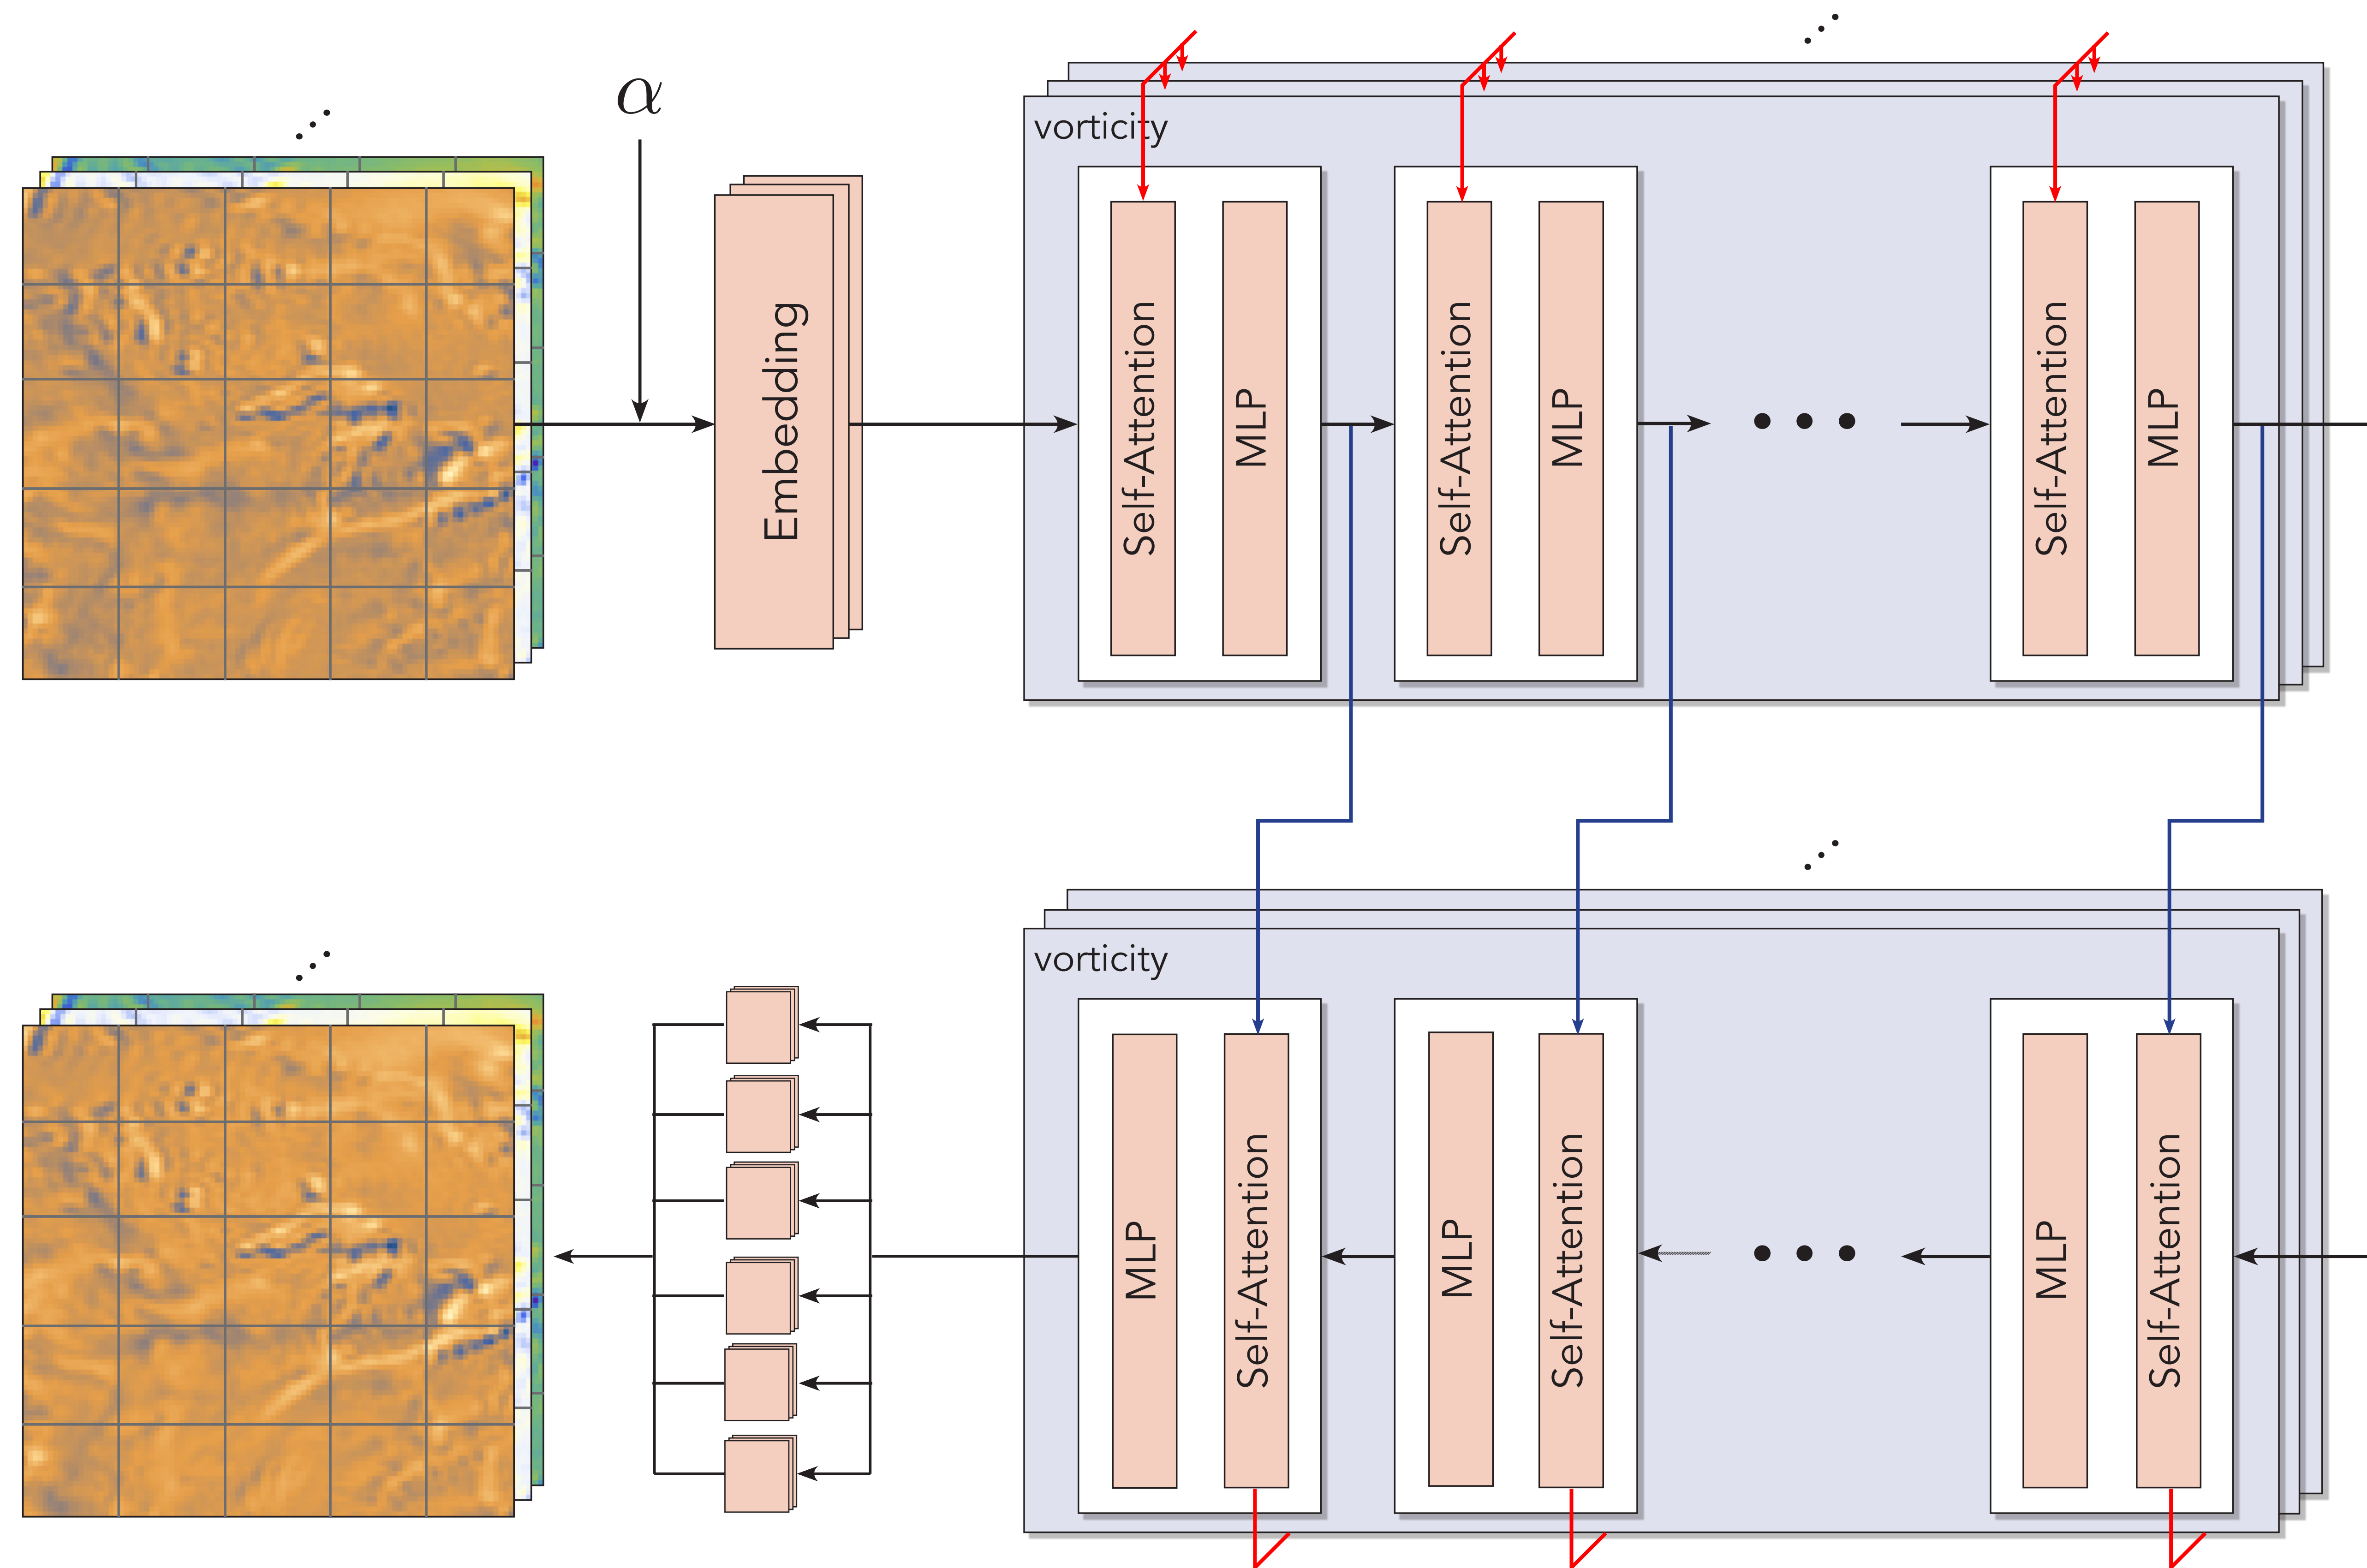 α
Embedding
vorticity
Self-Attention
MLP
Self-Attention
MLP
Self-Attention
MLP
vorticity
MLP
Self-Attention
MLP
Self-Attention
MLP
Self-Attention